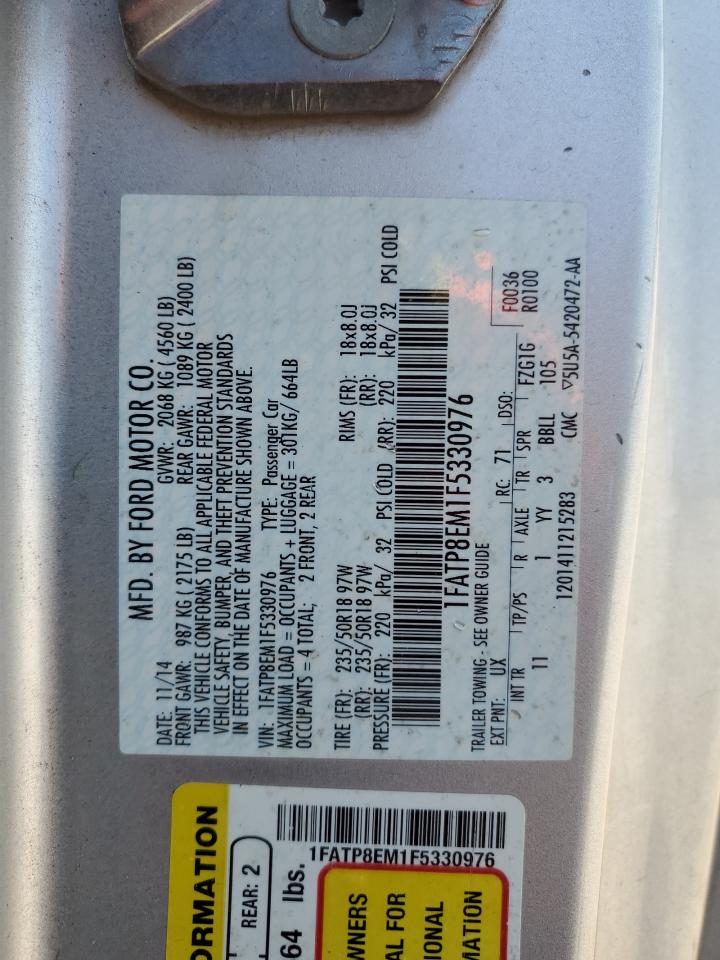 MFD. BY FORD MOTOR CO.
DATE: 11/14 GVWR: 2068 KG ( 4560 LB)
FRONT GAWR: 987 KG ( 2175 LB) REAR GAWR: 1089 KG ( 2400 LB)
THIS VEHICLE CONFORMS TO ALL APPLICABLE FEDERAL MOTOR
VEHICLE SAFETY, BUMPER, AND THEFT PREVENTION STANDARDS
IN EFFECT ON THE DATE OF MANUFACTURE SHOWN ABOVE.
VIN: 1FATP8EM1F5330976 TYPE: Passenger Car
MAXIMUM LOAD = OCCUPANTS + LUGGAGE = 301KG/ 664LB
OCCUPANTS = 4 TOTAL; 2 FRONT, 2 REAR
TIRE (FR): 235/50R18 97W RIMS (FR): 18x8.0J
(RR): 235/50R18 97W (RR): 18x8.0J
PRESSURE (FR): 220 kPa/ 32 PSI COLD (RR): 220 kPa/ 32 PSI COLD
1FATP8EM1F5330976
TRAILER TOWING - SEE OWNER GUIDE F0036
EXT PNT: UX RC: 71 DSO: R0100
INT TR TP/PS R AXLE TR SPR FZG1G
11 1 YY 3 BBLL 105
1201411215283 CMC ▽5U5A-5420472-AA
ORMATION
REAR: 2
64 lbs.
1FATP8EM1F5330976
WNERS
AL FOR
IONAL
MATION